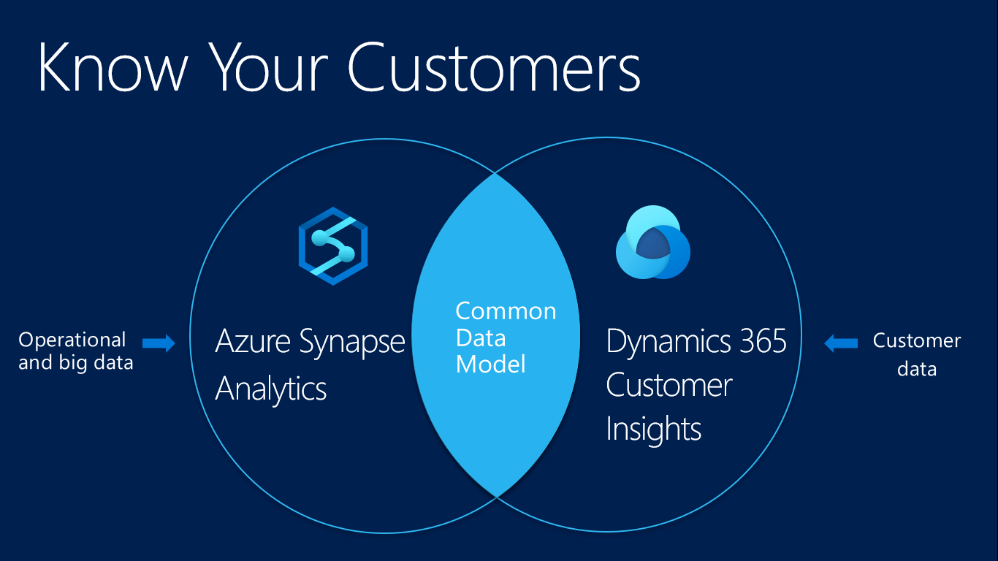 Know Your Customers
Operational
and big data
Azure Synapse
Analytics
Common
Data
Model
Dynamics 365
Customer
Insights
Customer
data